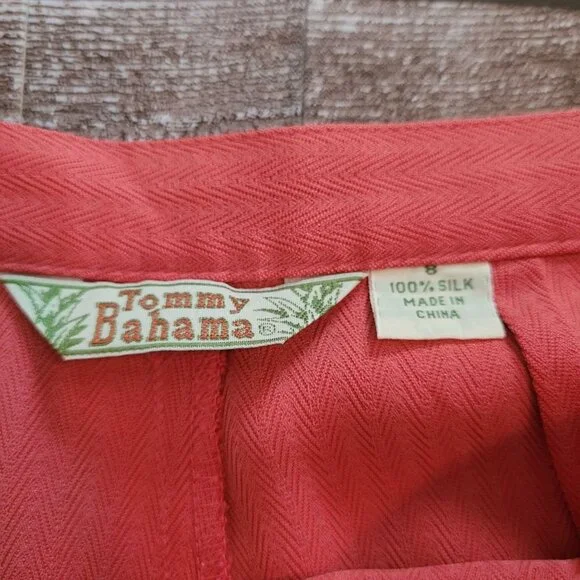 Tommy
Bahama®
8
100% SILK
MADE IN
CHINA